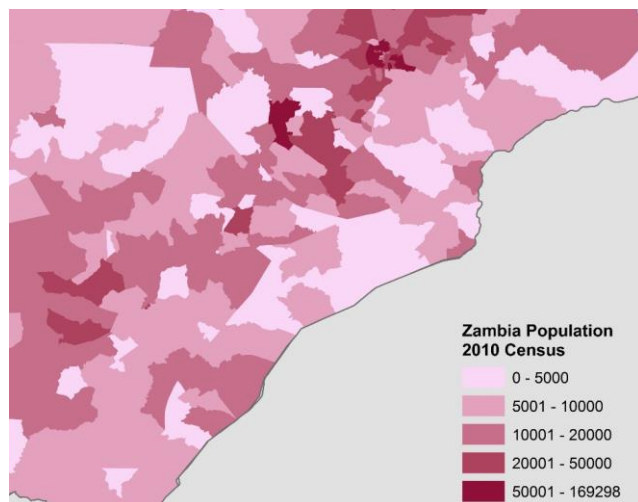 Zambia Population
2010 Census
0 - 5000
5001 - 10000
10001 - 20000
20001 - 50000
50001 - 169298